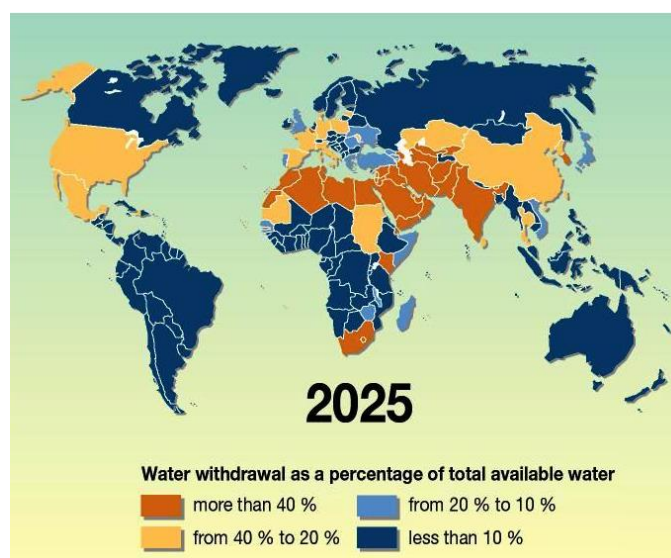 2025
Water withdrawal as a percentage of total available water
more than 40 %
from 20 % to 10 %
from 40 % to 20 %
less than 10 %